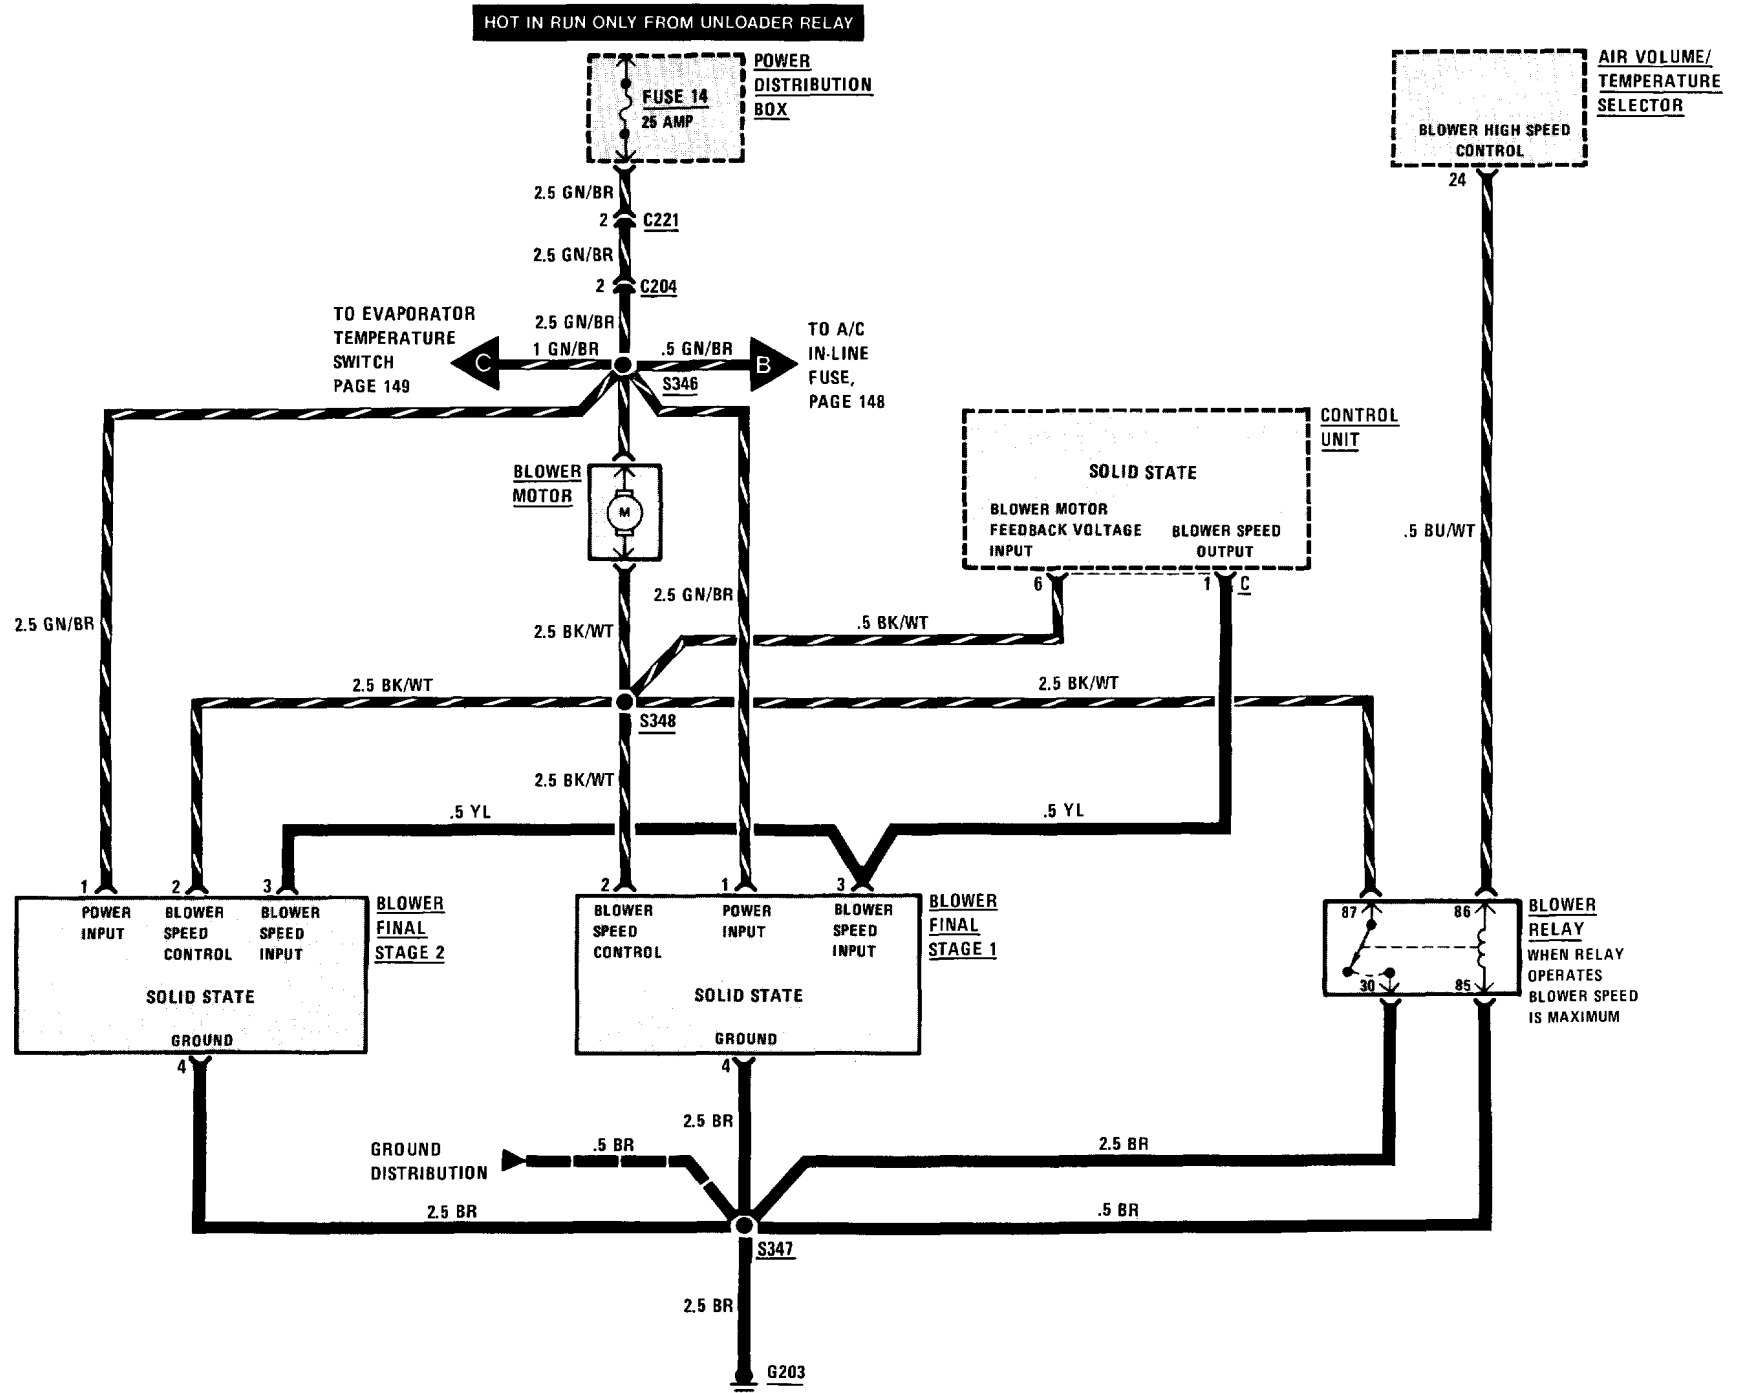 HOT IN RUN ONLY FROM UNLOADER RELAY
POWER
DISTRIBUTION
BOX
FUSE 14
25 AMP
AIR VOLUME/
TEMPERATURE
SELECTOR
BLOWER HIGH SPEED
CONTROL
24
2.5 GN/BR
2
C221
2.5 GN/BR
2
C204
2.5 GN/BR
TO EVAPORATOR
TEMPERATURE
SWITCH
PAGE 149
C
1 GN/BR
.5 GN/BR
B
TO A/C
IN-LINE
FUSE,
PAGE 148
S346
CONTROL
UNIT
SOLID STATE
BLOWER MOTOR
FEEDBACK VOLTAGE
INPUT
BLOWER SPEED
OUTPUT
6
1
C
BLOWER
MOTOR
M
.5 BU/WT
2.5 GN/BR
2.5 GN/BR
2.5 BK/WT
.5 BK/WT
2.5 BK/WT
2.5 BK/WT
S348
2.5 BK/WT
.5 YL
.5 YL
1
2
3
POWER
INPUT
BLOWER
SPEED
CONTROL
BLOWER
SPEED
INPUT
SOLID STATE
GROUND
4
BLOWER
FINAL
STAGE 2
2
1
3
BLOWER
SPEED
CONTROL
POWER
INPUT
BLOWER
SPEED
INPUT
SOLID STATE
GROUND
4
BLOWER
FINAL
STAGE 1
87
86
30
85
BLOWER
RELAY
WHEN RELAY
OPERATES
BLOWER SPEED
IS MAXIMUM
2.5 BR
GROUND
DISTRIBUTION
.5 BR
2.5 BR
2.5 BR
.5 BR
S347
2.5 BR
G203